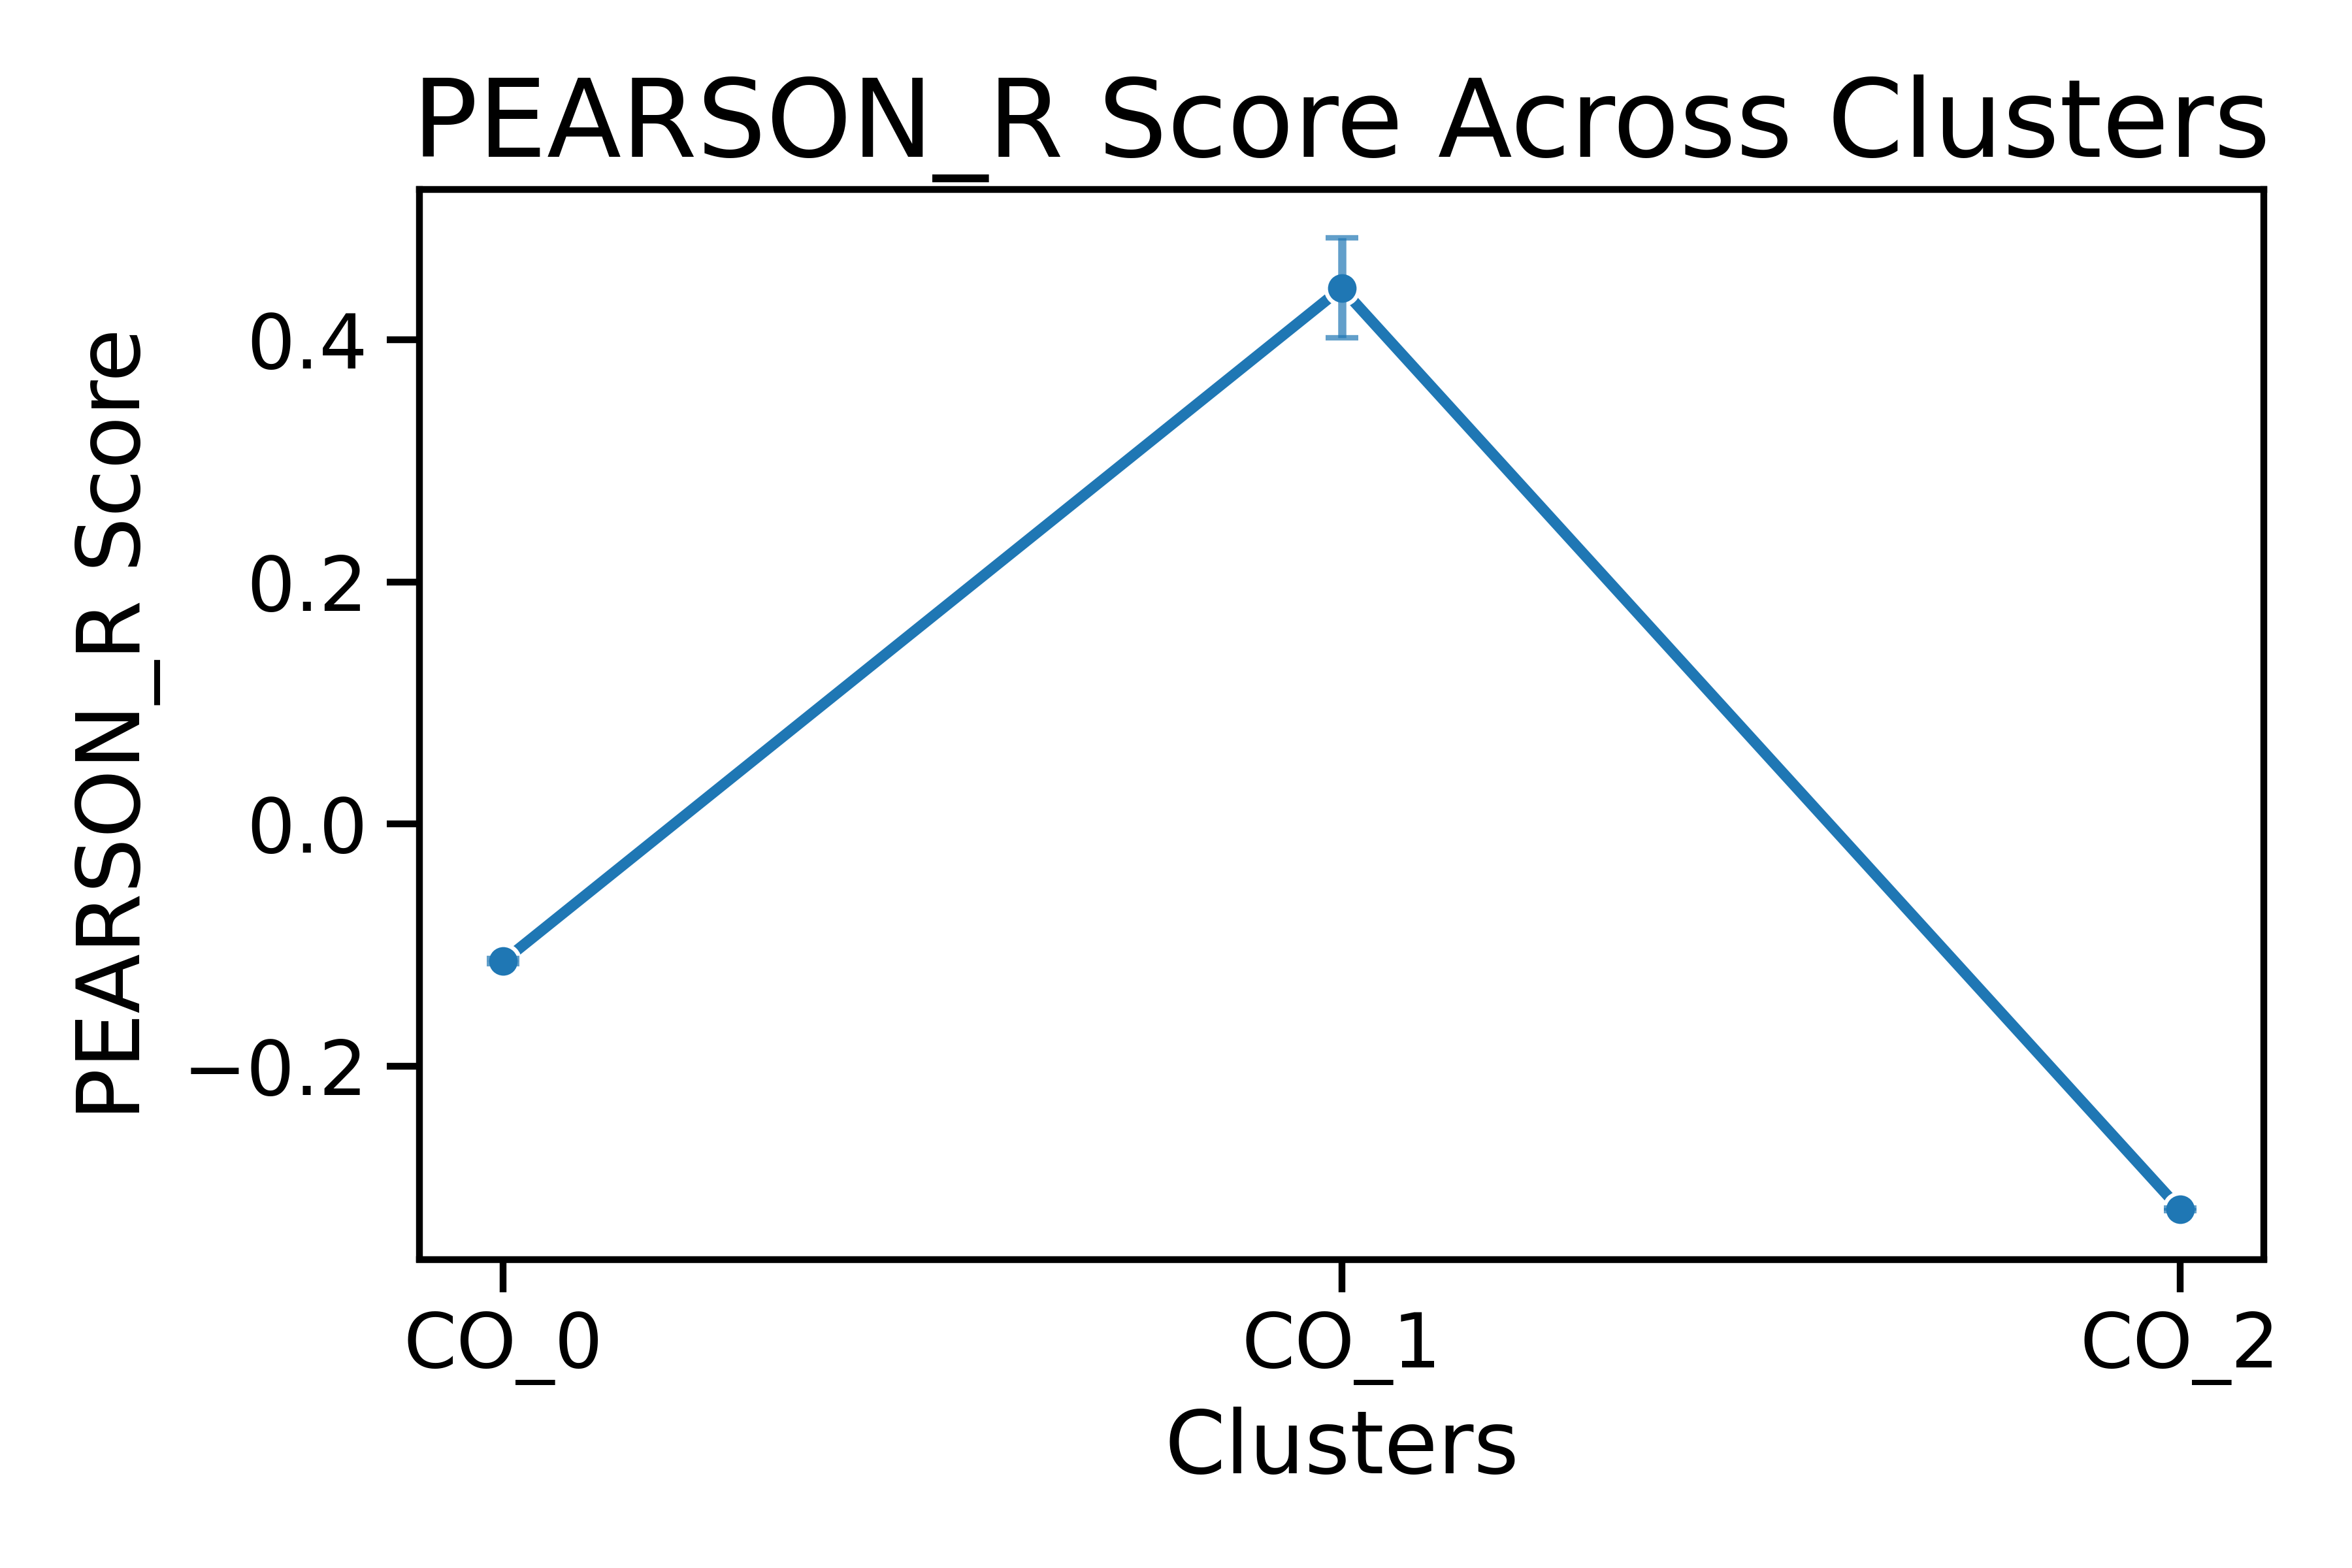 PEARSON_R Score Across Clusters
PEARSON_R Score
0.4
0.2
0.0
−0.2
CO_0 CO_1 CO_2
Clusters